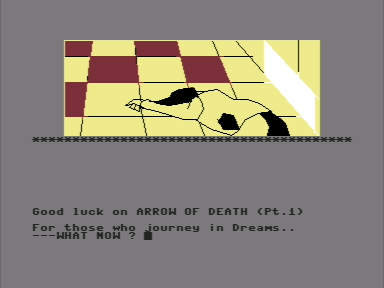 ************************************************
Good luck on ARROW OF DEATH (Pt.1)
For those who journey in Dreams..
---WHAT NOW ?